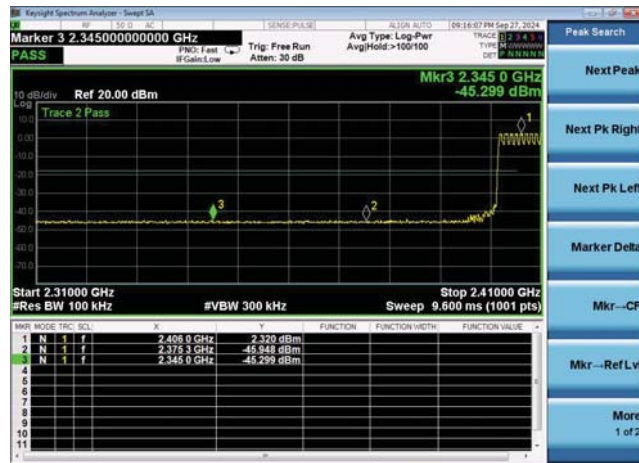 Keysight Spectrum Analyzer - Swept SA
RF 50 Ω AC SENSE:PULSE ALIGN AUTO 09:16:07 PM Sep 27, 2024
Marker 3 2.345000000000 GHz
PASS
PNO: Fast
IFGain:Low
Trig: Free Run
Atten: 30 dB
Avg Type: Log-Pwr
Avg|Hold:>100/100
TRACE 1 2 3 4 5
TYPE M
DET P N N N N N
Mkr3 2.345 0 GHz
-45.299 dBm
10 dB/div Ref 20.00 dBm
Log
Trace 2 Pass
10.0
0.00
-10.0
-20.0
-30.0
-40.0
-50.0
-60.0
-70.0
1
2
3
Start 2.31000 GHz
Stop 2.41000 GHz
#Res BW 100 kHz
#VBW 300 kHz
Sweep 9.600 ms (1001 pts)
MKR MODE TRC SCL X Y FUNCTION FUNCTION WIDTH FUNCTION VALUE
1 N 1 f 2.406 0 GHz 2.320 dBm
2 N 1 f 2.375 3 GHz -45.948 dBm
3 N 1 f 2.345 0 GHz -45.299 dBm
4
5
6
7
8
9
10
11
Peak Search
Next Peak
Next Pk Right
Next Pk Left
Marker Delta
Mkr→CF
Mkr→Ref Lvl
More
1 of 2